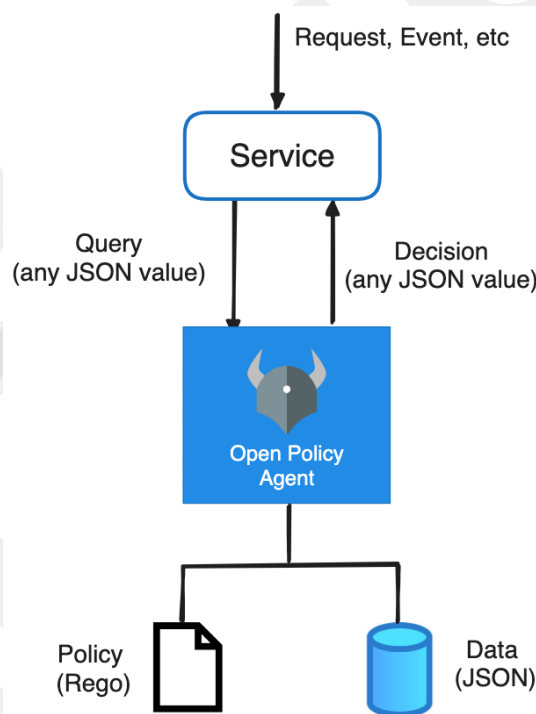 Request, Event, etc
Service
Query
(any JSON value)
Decision
(any JSON value)
Open Policy
Agent
Policy
(Rego)
Data
(JSON)